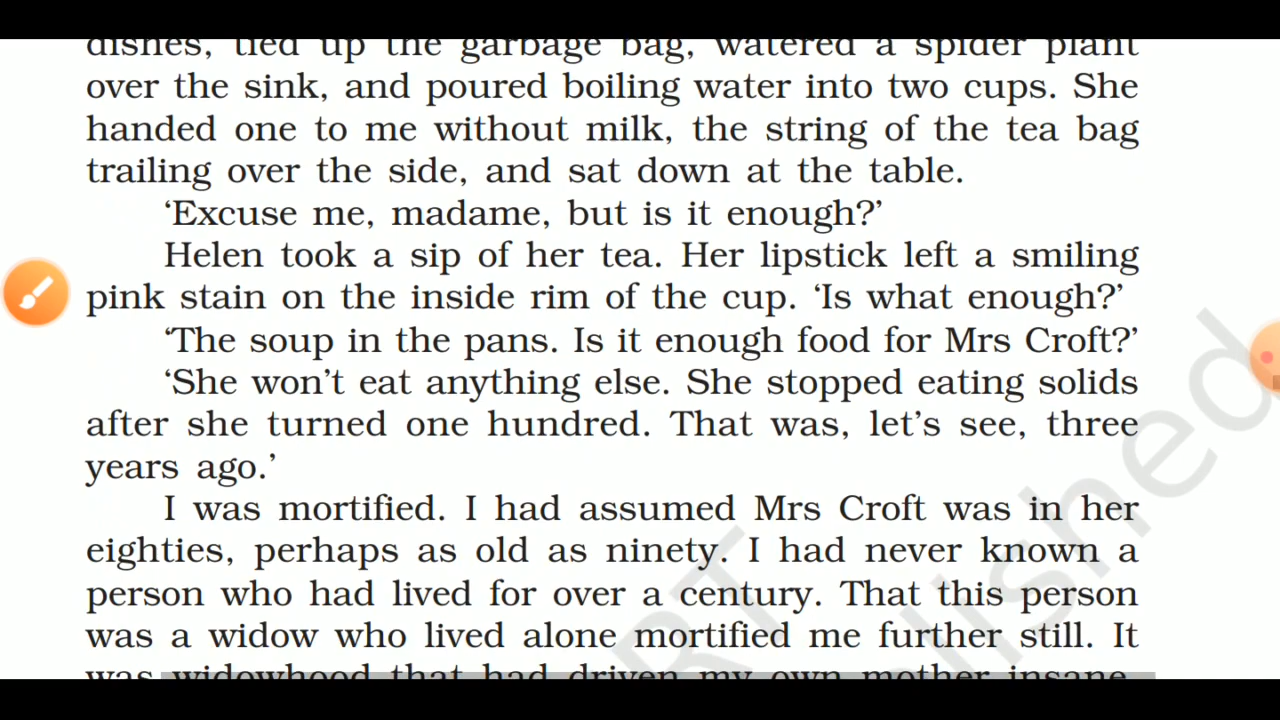 dishes, tied up the garbage bag, watered a spider plant
over the sink, and poured boiling water into two cups. She
handed one to me without milk, the string of the tea bag
trailing over the side, and sat down at the table.
‘Excuse me, madame, but is it enough?’
Helen took a sip of her tea. Her lipstick left a smiling
pink stain on the inside rim of the cup. ‘Is what enough?’
‘The soup in the pans. Is it enough food for Mrs Croft?’
‘She won’t eat anything else. She stopped eating solids
after she turned one hundred. That was, let’s see, three
years ago.’
I was mortified. I had assumed Mrs Croft was in her
eighties, perhaps as old as ninety. I had never known a
person who had lived for over a century. That this person
was a widow who lived alone mortified me further still. It
was widowhood that had driven my own mother insane.